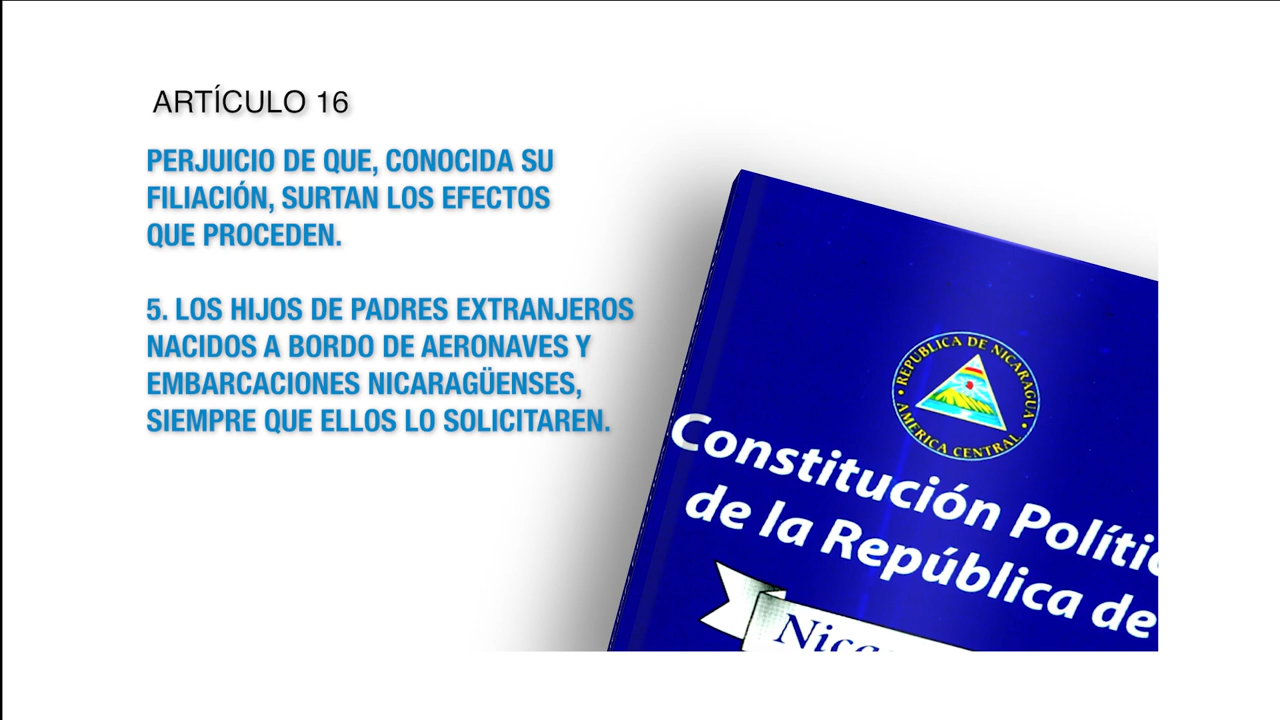 ARTÍCULO 16
PERJUICIO DE QUE, CONOCIDA SU
FILIACIÓN, SURTAN LOS EFECTOS
QUE PROCEDEN.
5. LOS HIJOS DE PADRES EXTRANJEROS
NACIDOS A BORDO DE AERONAVES Y
EMBARCACIONES NICARAGÜENSES,
SIEMPRE QUE ELLOS LO SOLICITAREN.
REPUBLICA DE NICARAGUA
AMERICA CENTRAL
Constitución Políti
de la República de